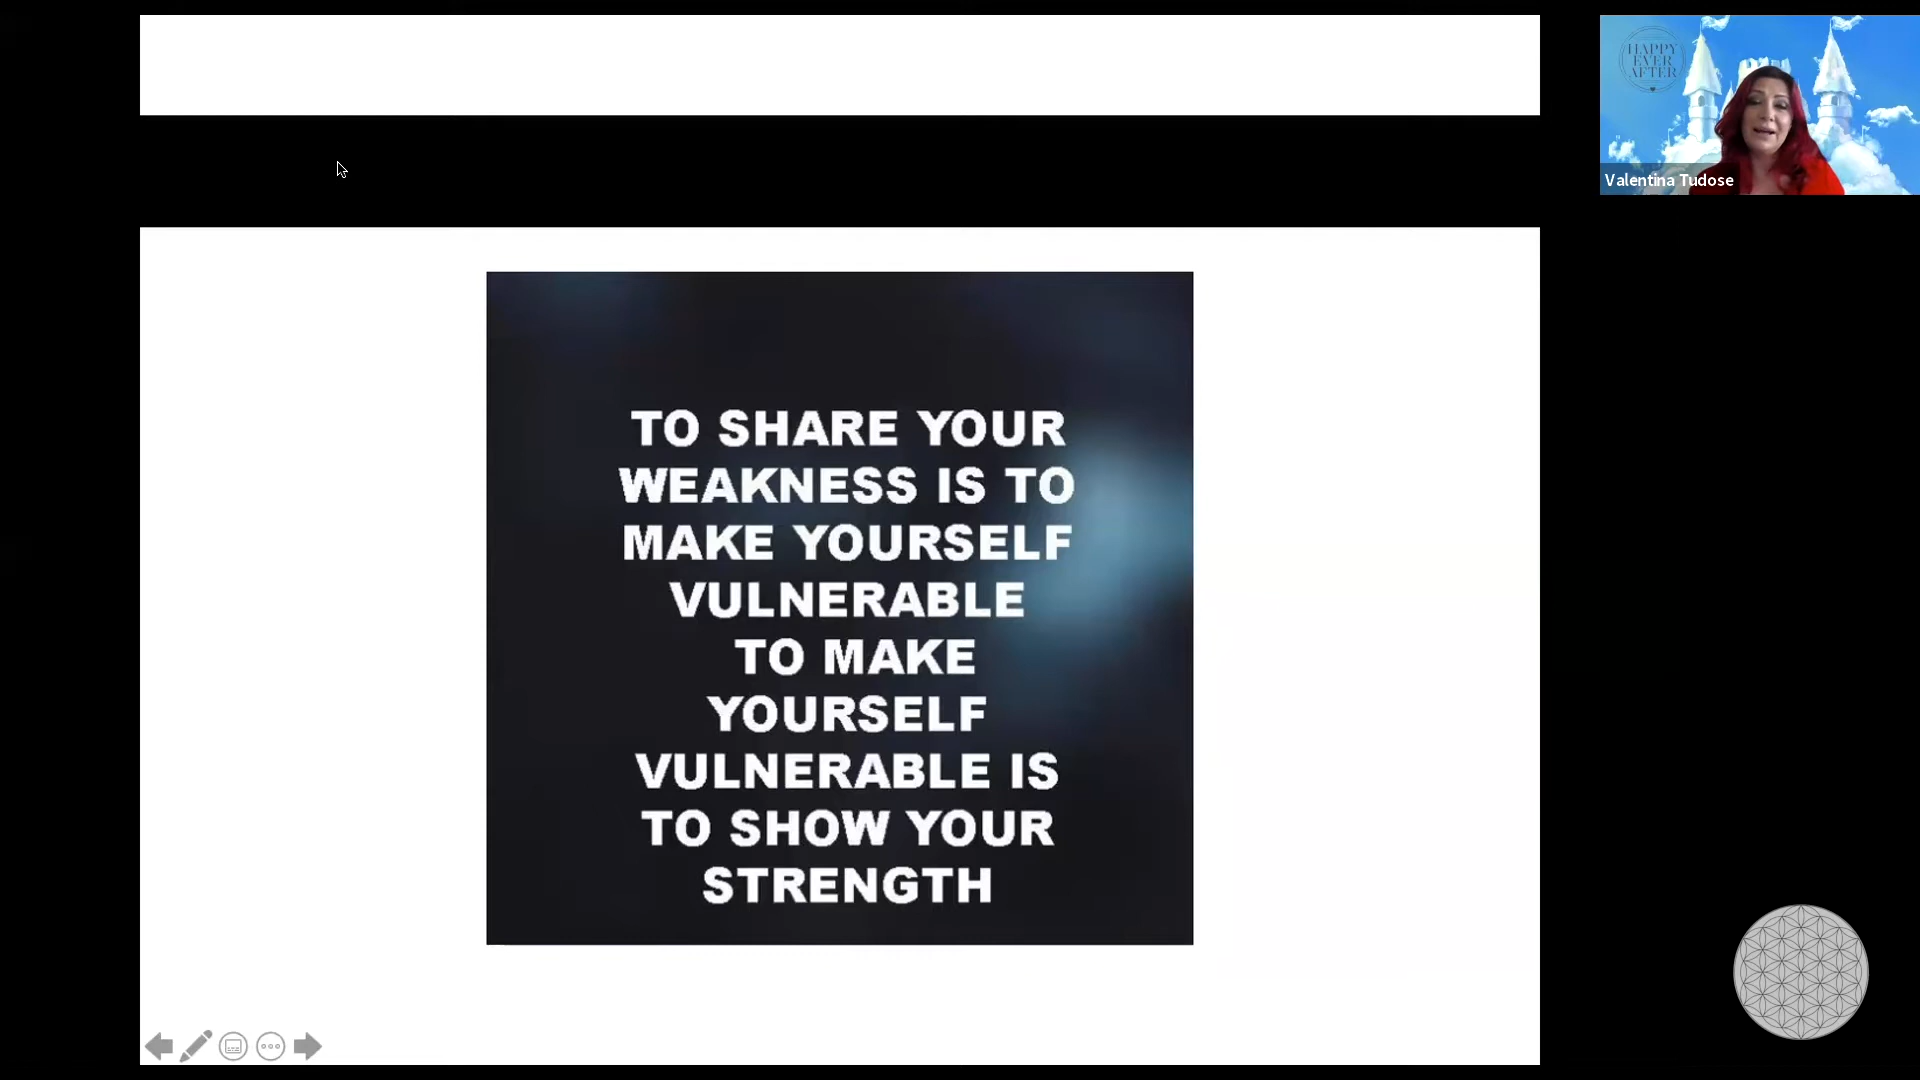 HAPPY
EVER
AFTER
Valentina Tudose
TO SHARE YOUR
WEAKNESS IS TO
MAKE YOURSELF
VULNERABLE
TO MAKE
YOURSELF
VULNERABLE IS
TO SHOW YOUR
STRENGTH